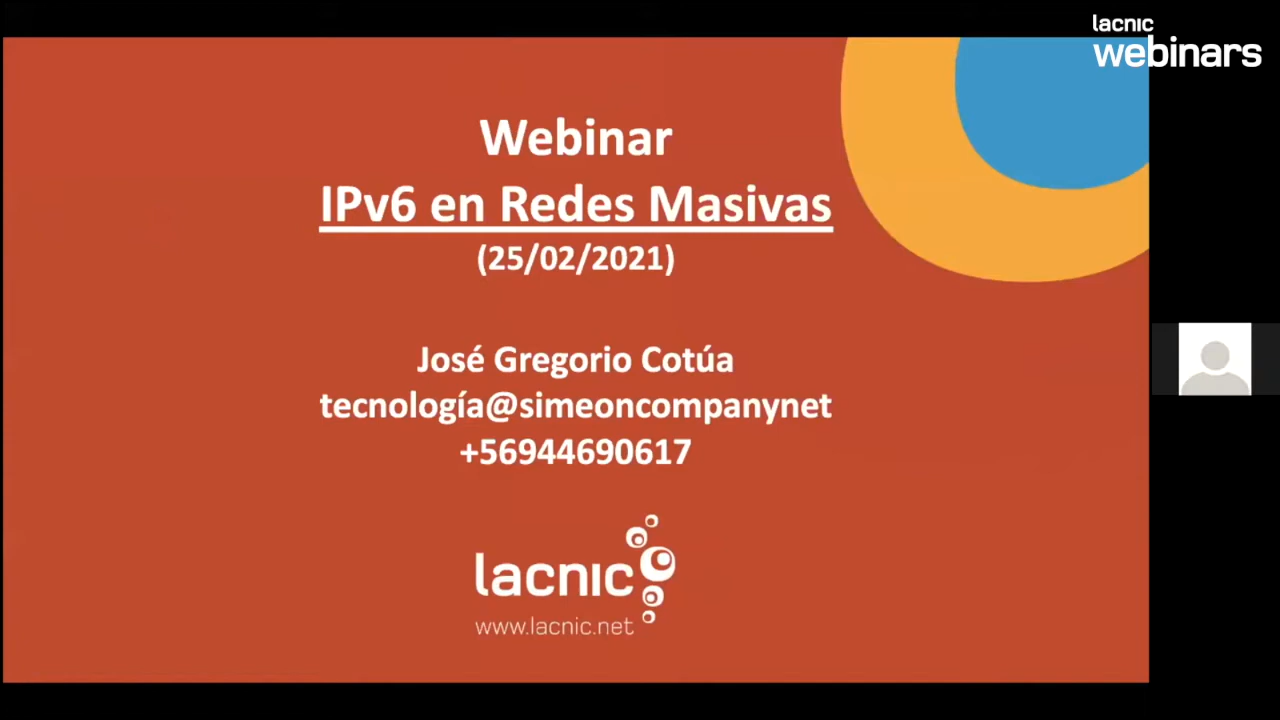 lacnic
webinars
Webinar
IPv6 en Redes Masivas
(25/02/2021)
José Gregorio Cotúa
tecnología@simeoncompanynet
+56944690617
lacnic
www.lacnic.net